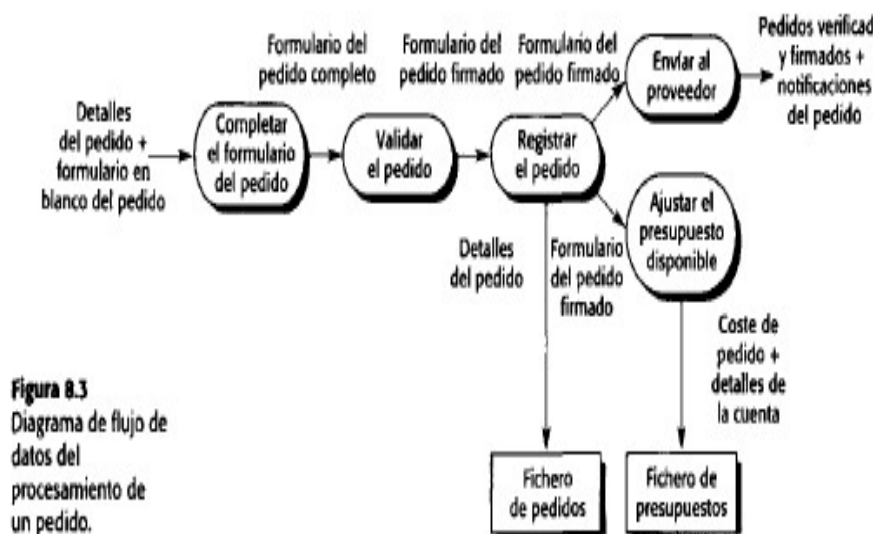 Formulario del
pedido completo
Formulario del
pedido firmado
Formulario del
pedido firmado
Enviar al
proveedor
Pedidos verificad
y firmados +
notificaciones
del pedido
Detalles
del pedido +
formulario en
blanco del pedido
Completar
el formulario
del pedido
Validar
el pedido
Registrar
el pedido
Ajustar el
presupuesto
disponible
Detalles
del pedido
Formulario
del pedido
firmado
Coste de
pedido +
detalles de
la cuenta
Figura 8.3
Diagrama de flujo de
datos del
procesamiento de
un pedido.
Fichero
de pedidos
Fichero de
presupuestos